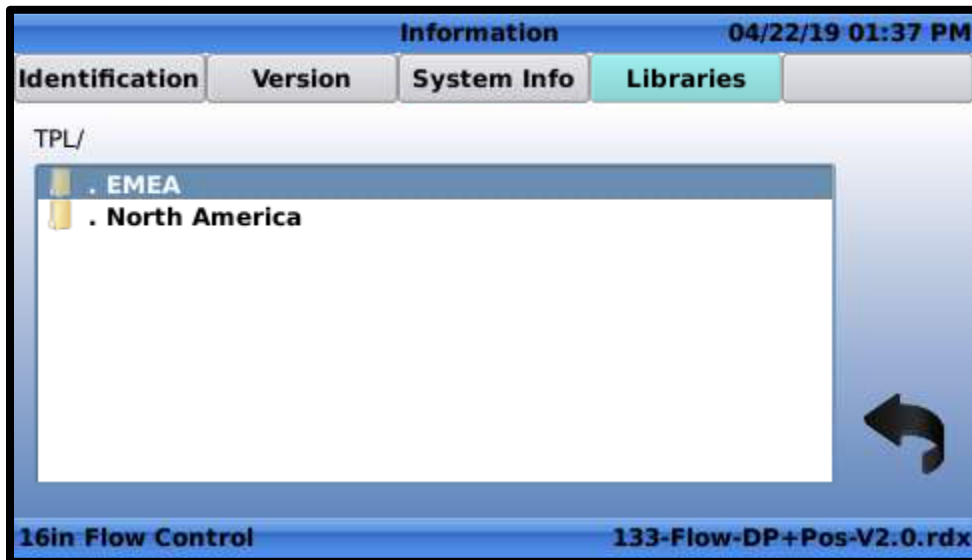 Information 04/22/19 01:37 PM
Identification Version System Info Libraries
TPL/
. EMEA
. North America
16in Flow Control 133-Flow-DP+Pos-V2.0.rdx